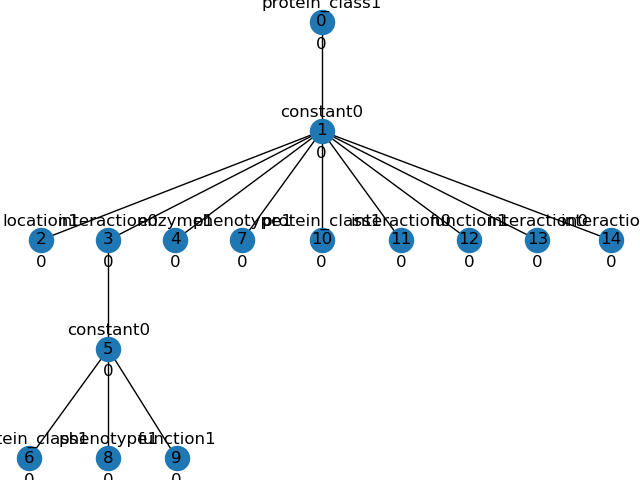 protein_class1
0
0
constant0
1
0
location1 interaction0 enzyme1 phenotype1 protein_class1 interaction0 function1 interaction0
2 3 4 7 10 11 12 13 14
0 0 0 0 0 0 0 0 0
constant0
5
0
phenotype1 function1
6 8 9
0 0 0